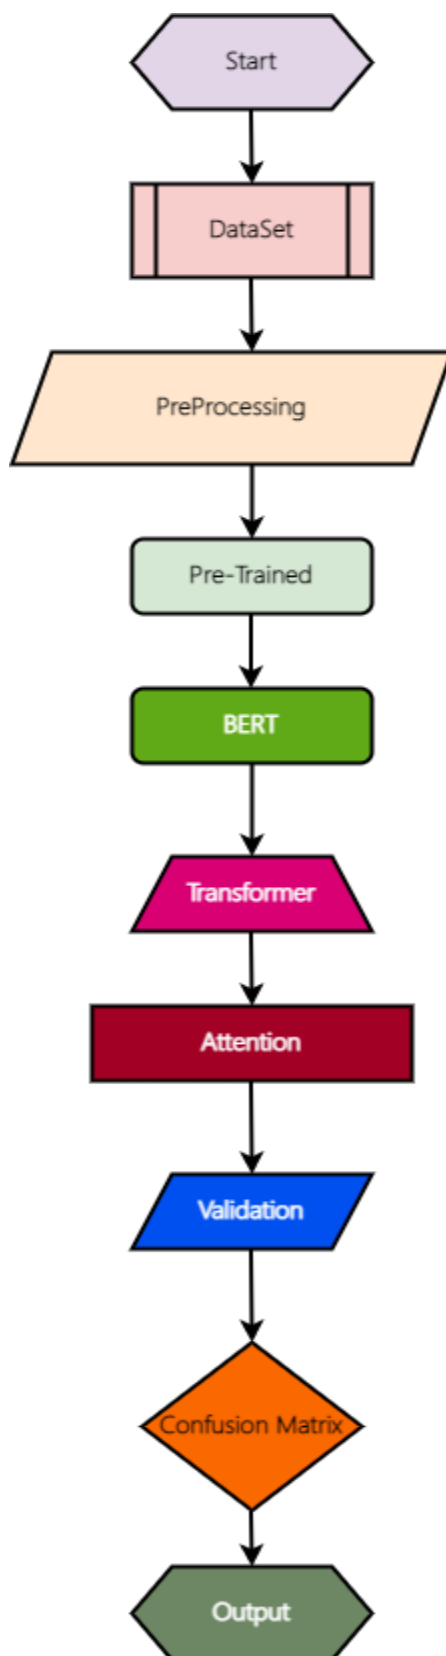 Start
DataSet
PreProcessing
Pre-Trained
BERT
Transformer
Attention
Validation
Confusion Matrix
Output